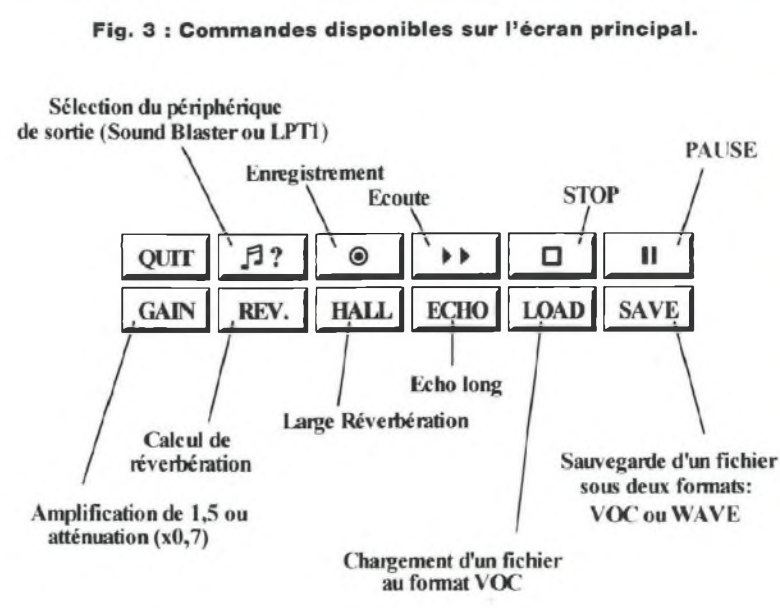 Fig. 3 : Commandes disponibles sur l'écran principal.
Sélection du périphérique
de sortie (Sound Blaster ou LPT1)
Enregistrement
Ecoute
STOP
PAUSE
QUIT
?
GAIN
REV.
HALL
ECHO
LOAD
SAVE
Echo long
Large Réverbération
Calcul de
réverbération
Amplification de 1,5 ou
atténuation (x0,7)
Chargement d'un fichier
au format VOC
Sauvegarde d'un fichier
sous deux formats:
VOC ou WAVE